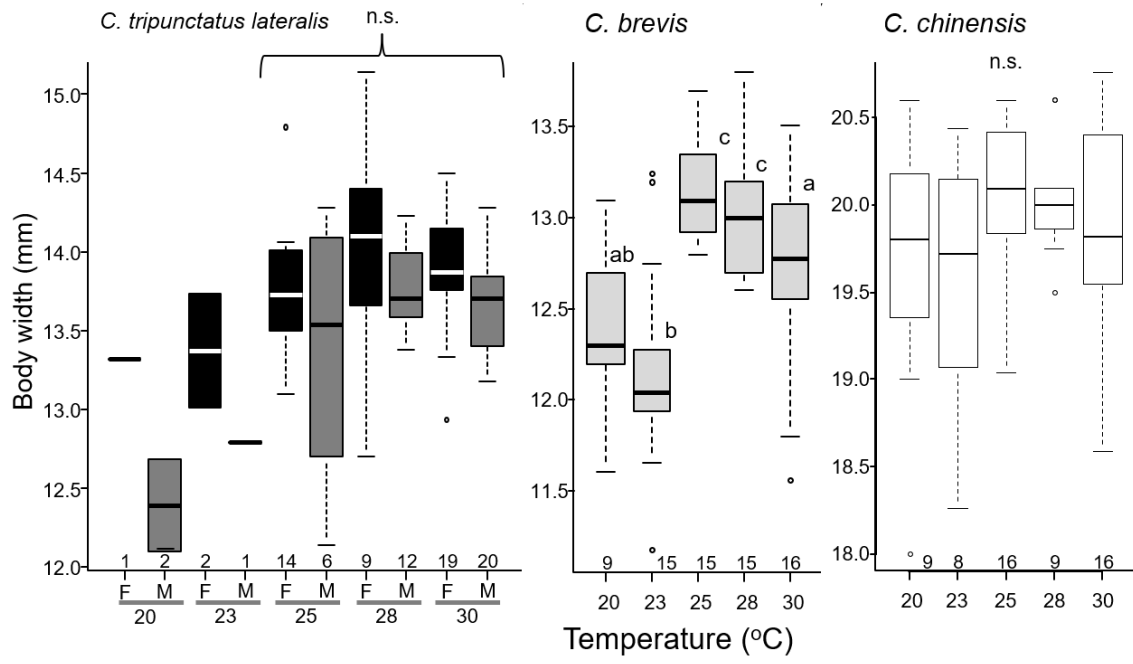 C. tripunctatus lateralis
n.s.
C. brevis
C. chinensis
n.s.
Body width (mm)
15.0
14.5
14.0
13.5
13.0
12.5
12.0
1 2 2 1 14 6 9 12 19 20
F M F M F M F M F M
20 23 25 28 30
13.5
13.0
12.5
12.0
11.5
ab
b
c
c
a
9 15 15 15 16
20 23 25 28 30
20.5
20.0
19.5
19.0
18.5
18.0
9 8 16 9 16
20 23 25 28 30
Temperature (°C)